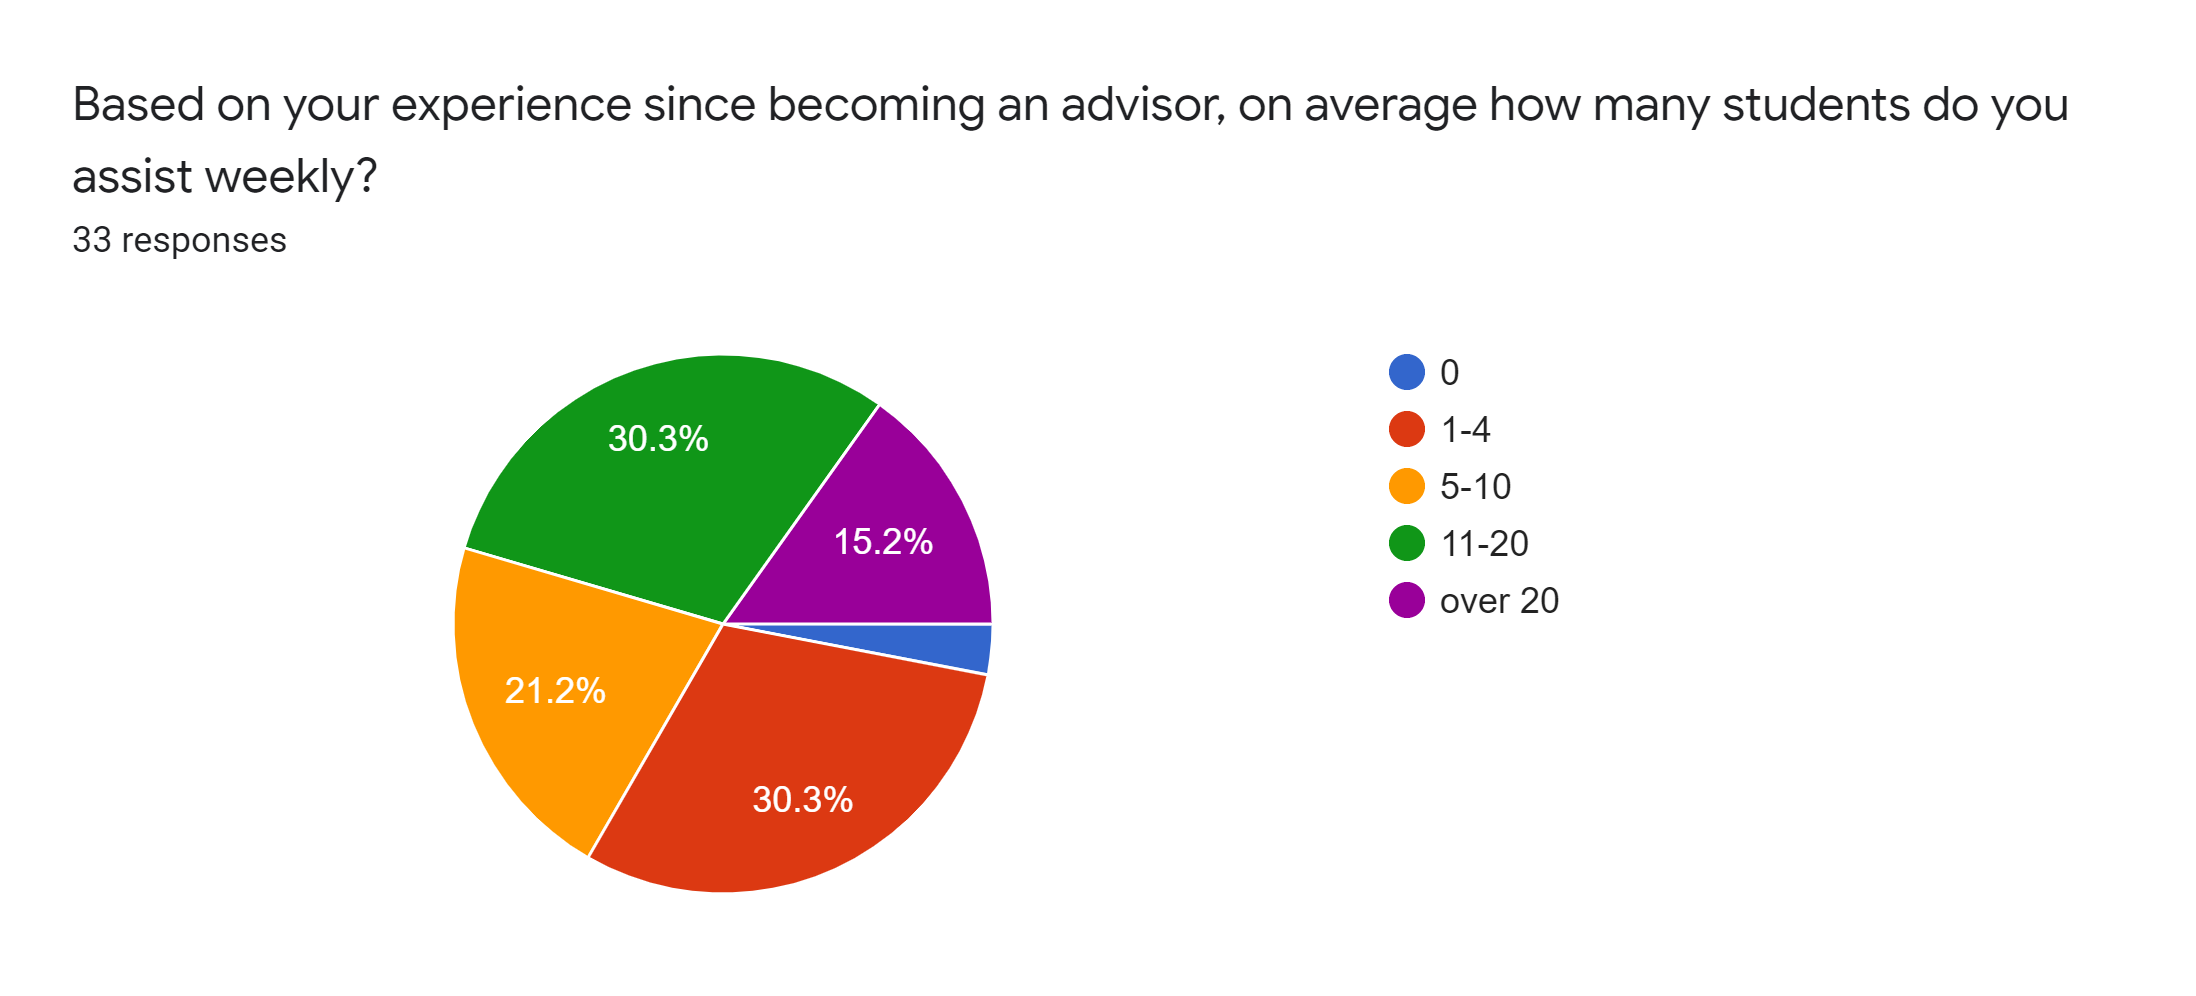 Based on your experience since becoming an advisor, on average how many students do you
assist weekly?
33 responses
30.3%
15.2%
21.2%
30.3%
0
1-4
5-10
11-20
over 20